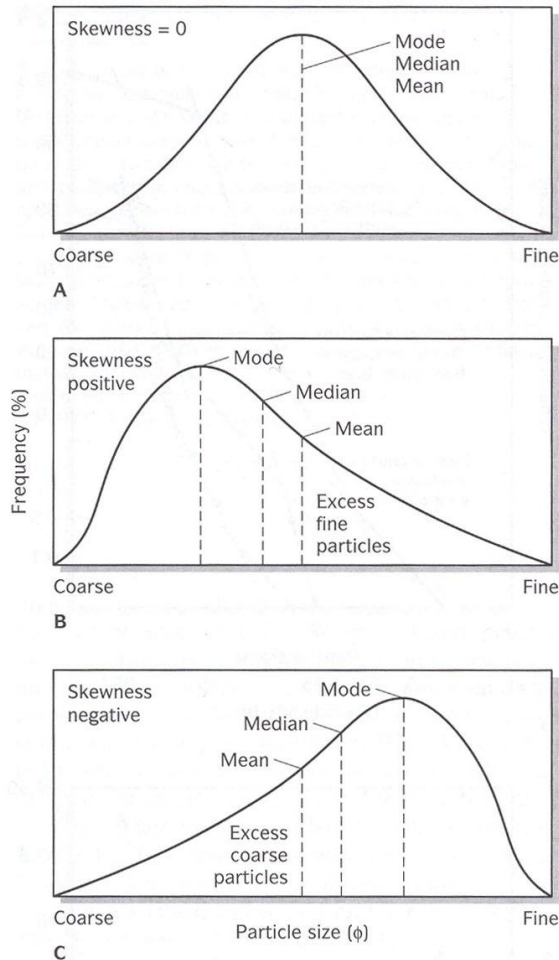 Skewness = 0
Mode
Median
Mean
Coarse
Fine
A
Skewness
positive
Mode
Median
Mean
Excess
fine
particles
Coarse
Fine
B
Frequency (%)
Skewness
negative
Mode
Median
Mean
Excess
coarse
particles
Coarse
Fine
Particle size (ϕ)
C